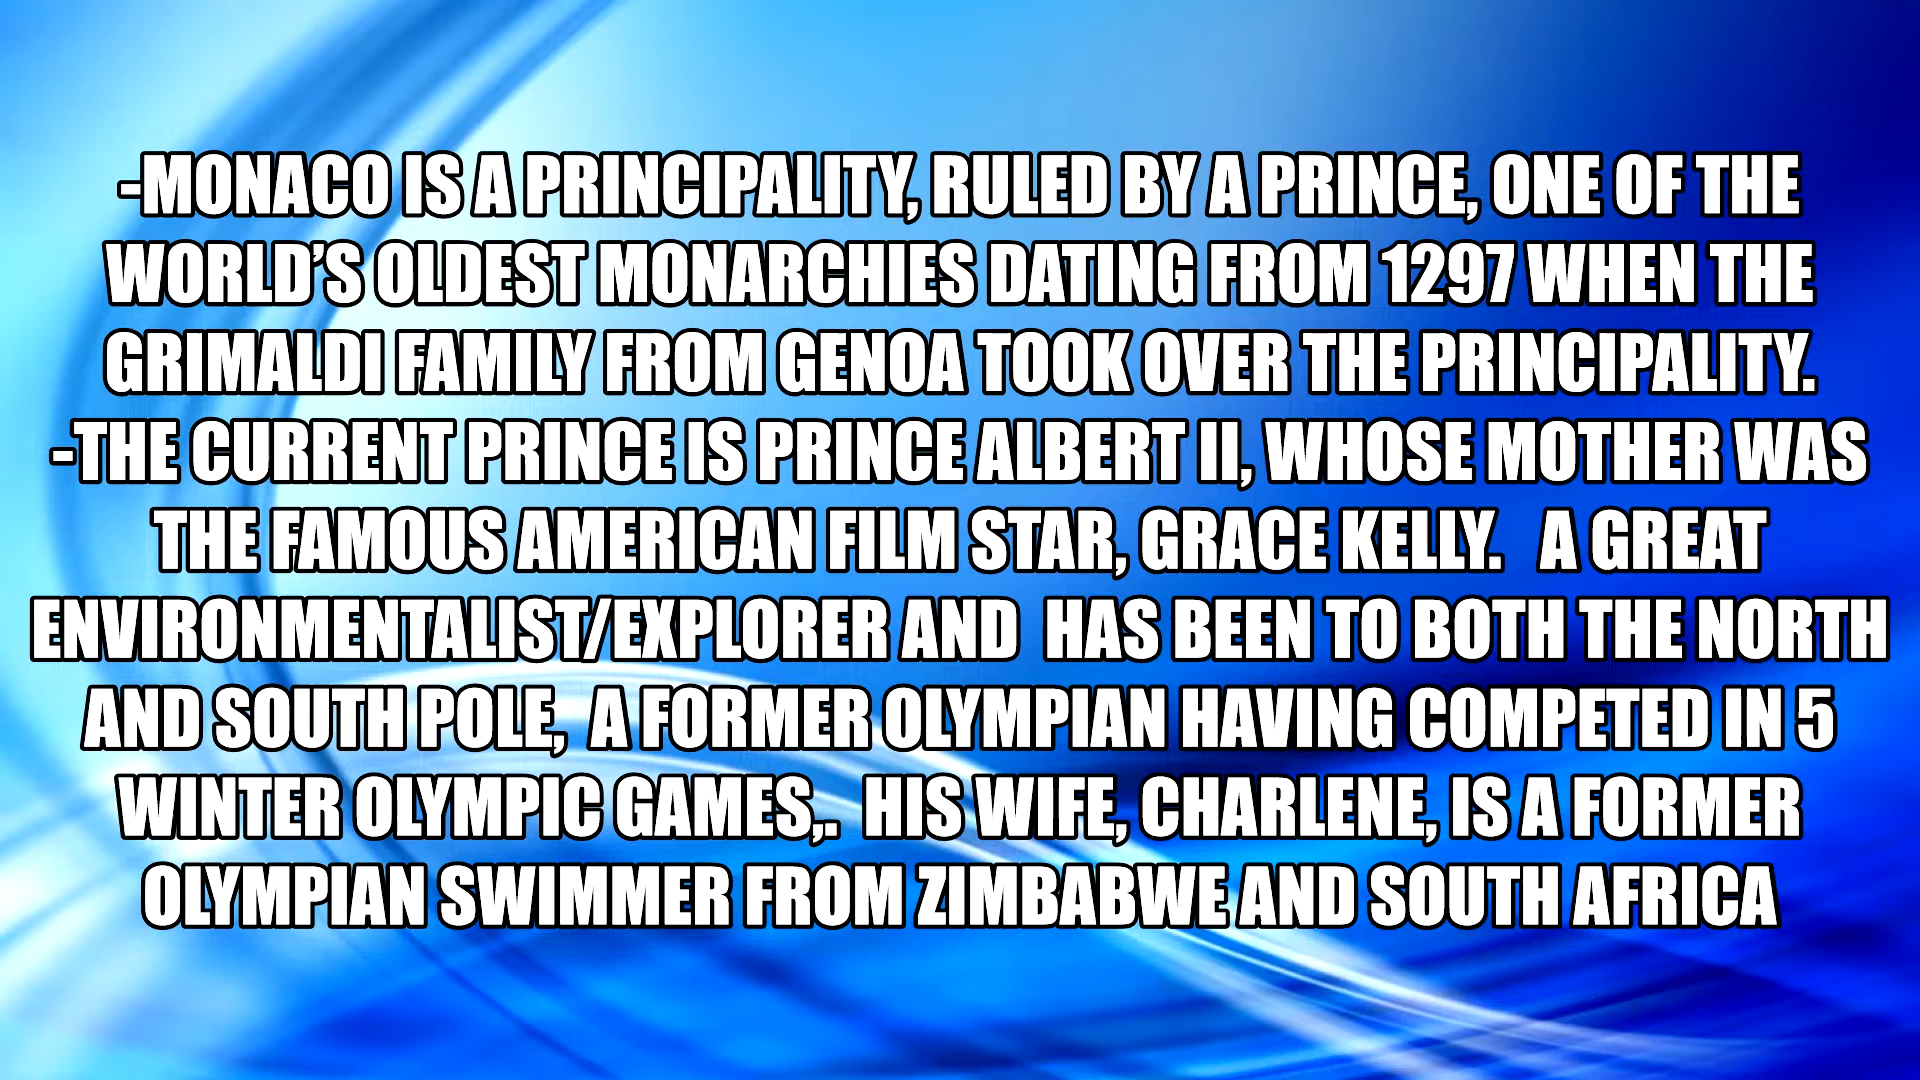 -MONACO IS A PRINCIPALITY, RULED BY A PRINCE, ONE OF THE
WORLD'S OLDEST MONARCHIES DATING FROM 1297 WHEN THE
GRIMALDI FAMILY FROM GENOA TOOK OVER THE PRINCIPALITY.
-THE CURRENT PRINCE IS PRINCE ALBERT II, WHOSE MOTHER WAS
THE FAMOUS AMERICAN FILM STAR, GRACE KELLY.   A GREAT
ENVIRONMENTALIST/EXPLORER AND  HAS BEEN TO BOTH THE NORTH
AND SOUTH POLE,  A FORMER OLYMPIAN HAVING COMPETED IN 5
WINTER OLYMPIC GAMES,.  HIS WIFE, CHARLENE, IS A FORMER
OLYMPIAN SWIMMER FROM ZIMBABWE AND SOUTH AFRICA